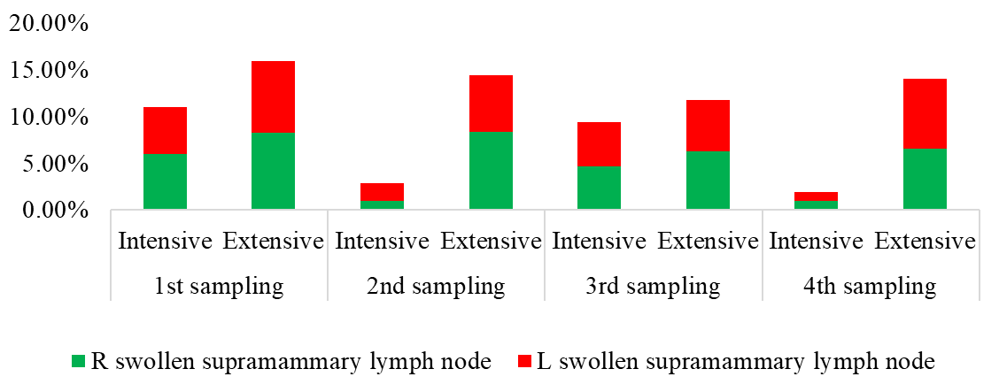 20.00%
15.00%
10.00%
5.00%
0.00%
Intensive Extensive Intensive Extensive Intensive Extensive Intensive Extensive
1st sampling 2nd sampling 3rd sampling 4th sampling
R swollen supramammary lymph node L swollen supramammary lymph node